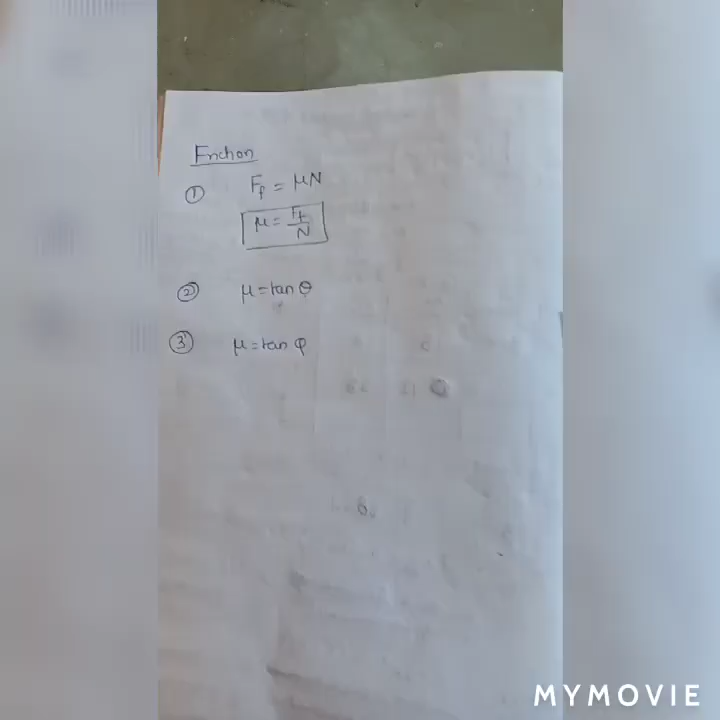 Friction
① F_f = μN
μ = F_f / N
② μ = tan θ
③ μ = tan φ
MYMOVIE